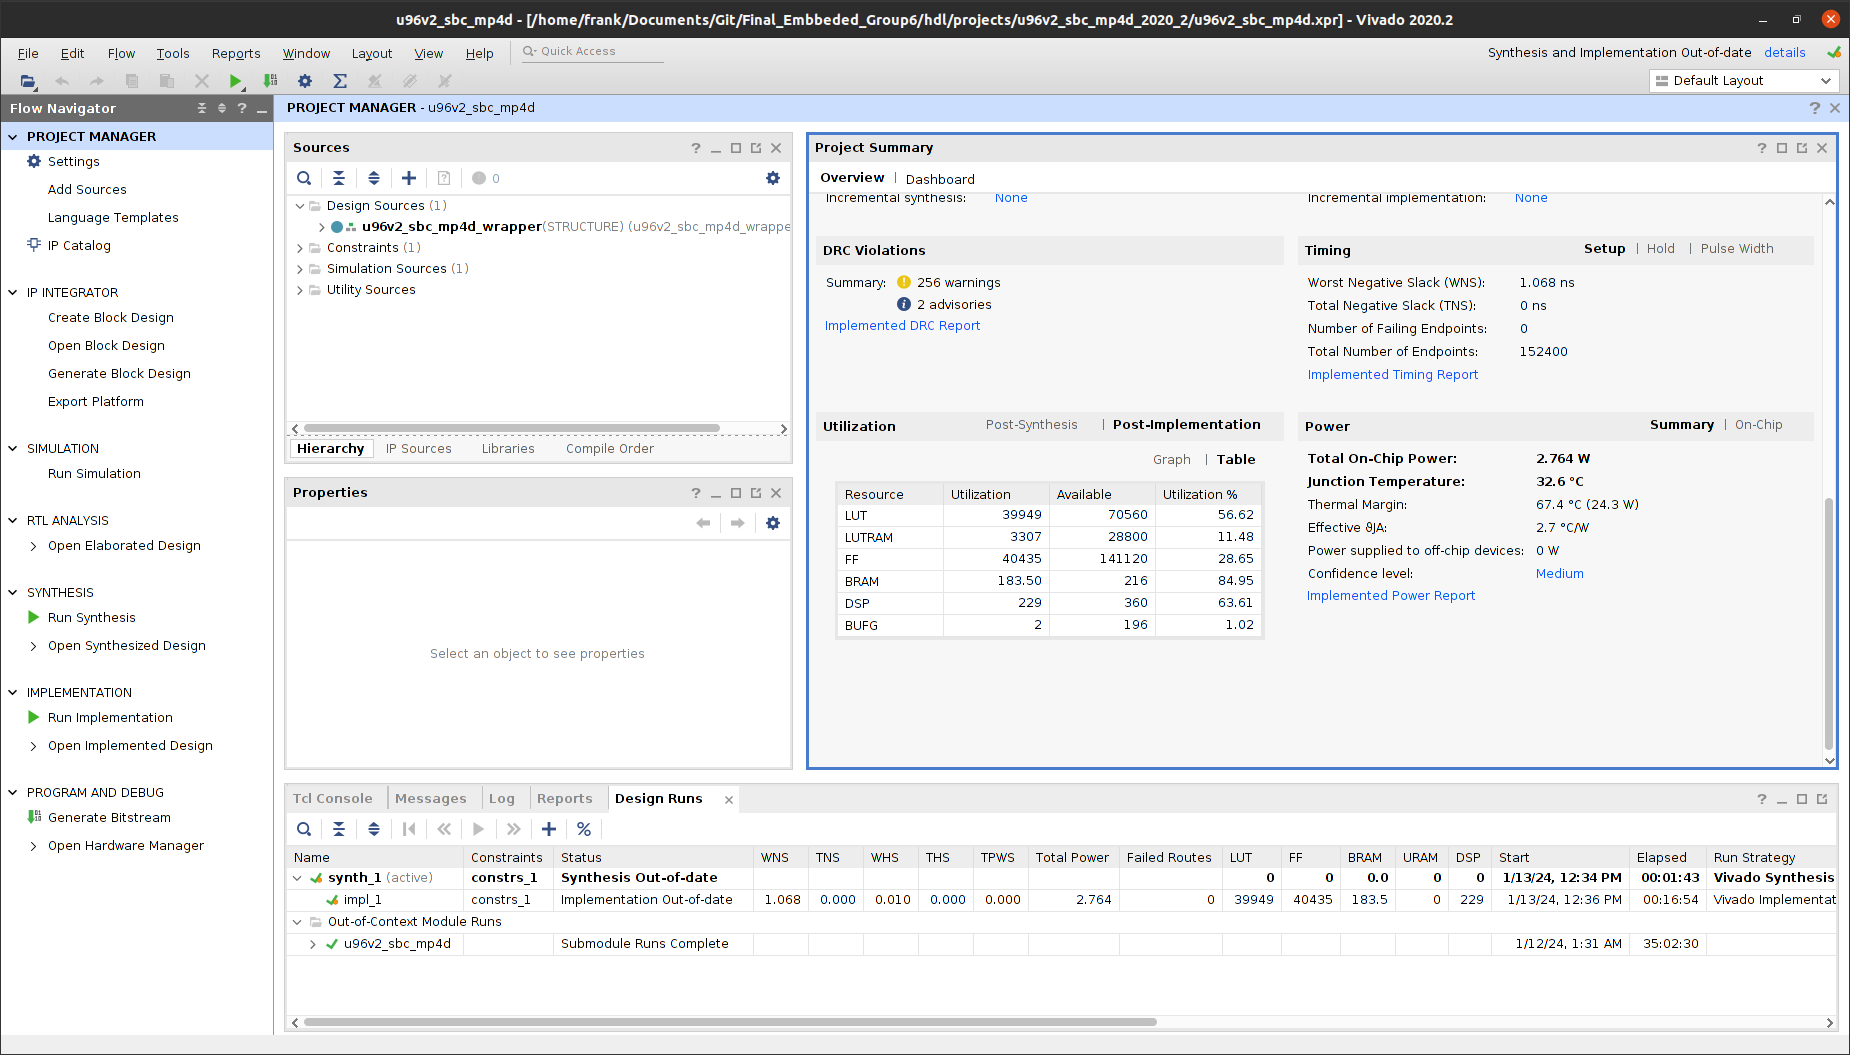 u96v2_sbc_mp4d - [/home/frank/Documents/Git/Final_Embbeded_Group6/hdl/projects/u96v2_sbc_mp4d_2020_2/u96v2_sbc_mp4d.xpr] - Vivado 2020.2
File Edit Flow Tools Reports Window Layout View Help Quick Access
Synthesis and Implementation Out-of-date details
Default Layout
Flow Navigator
PROJECT MANAGER
Settings
Add Sources
Language Templates
IP Catalog
IP INTEGRATOR
Create Block Design
Open Block Design
Generate Block Design
Export Platform
SIMULATION
Run Simulation
RTL ANALYSIS
Open Elaborated Design
SYNTHESIS
Run Synthesis
Open Synthesized Design
IMPLEMENTATION
Run Implementation
Open Implemented Design
PROGRAM AND DEBUG
Generate Bitstream
Open Hardware Manager
PROJECT MANAGER - u96v2_sbc_mp4d
Sources
0
Design Sources (1)
u96v2_sbc_mp4d_wrapper(STRUCTURE) (u96v2_sbc_mp4d_wrappe
Constraints (1)
Simulation Sources (1)
Utility Sources
Hierarchy IP Sources Libraries Compile Order
Properties
Select an object to see properties
Project Summary
Overview | Dashboard
Incremental synthesis: None
Incremental implementation: None
DRC Violations
Summary: 256 warnings
2 advisories
Implemented DRC Report
Timing Setup | Hold | Pulse Width
Worst Negative Slack (WNS): 1.068 ns
Total Negative Slack (TNS): 0 ns
Number of Failing Endpoints: 0
Total Number of Endpoints: 152400
Implemented Timing Report
Utilization Post-Synthesis | Post-Implementation
Graph | Table
Resource Utilization Available Utilization %
LUT 39949 70560 56.62
LUTRAM 3307 28800 11.48
FF 40435 141120 28.65
BRAM 183.50 216 84.95
DSP 229 360 63.61
BUFG 2 196 1.02
Power Summary | On-Chip
Total On-Chip Power: 2.764 W
Junction Temperature: 32.6 °C
Thermal Margin: 67.4 °C (24.3 W)
Effective ϑJA: 2.7 °C/W
Power supplied to off-chip devices: 0 W
Confidence level: Medium
Implemented Power Report
Tcl Console Messages Log Reports Design Runs
Name Constraints Status WNS TNS WHS THS TPWS Total Power Failed Routes LUT FF BRAM URAM DSP Start Elapsed Run Strategy
synth_1 (active) constrs_1 Synthesis Out-of-date 0 0 0.0 0 0 1/13/24, 12:34 PM 00:01:43 Vivado Synthesis
impl_1 constrs_1 Implementation Out-of-date 1.068 0.000 0.010 0.000 0.000 2.764 0 39949 40435 183.5 0 229 1/13/24, 12:36 PM 00:16:54 Vivado Implementat
Out-of-Context Module Runs
u96v2_sbc_mp4d Submodule Runs Complete 1/12/24, 1:31 AM 35:02:30